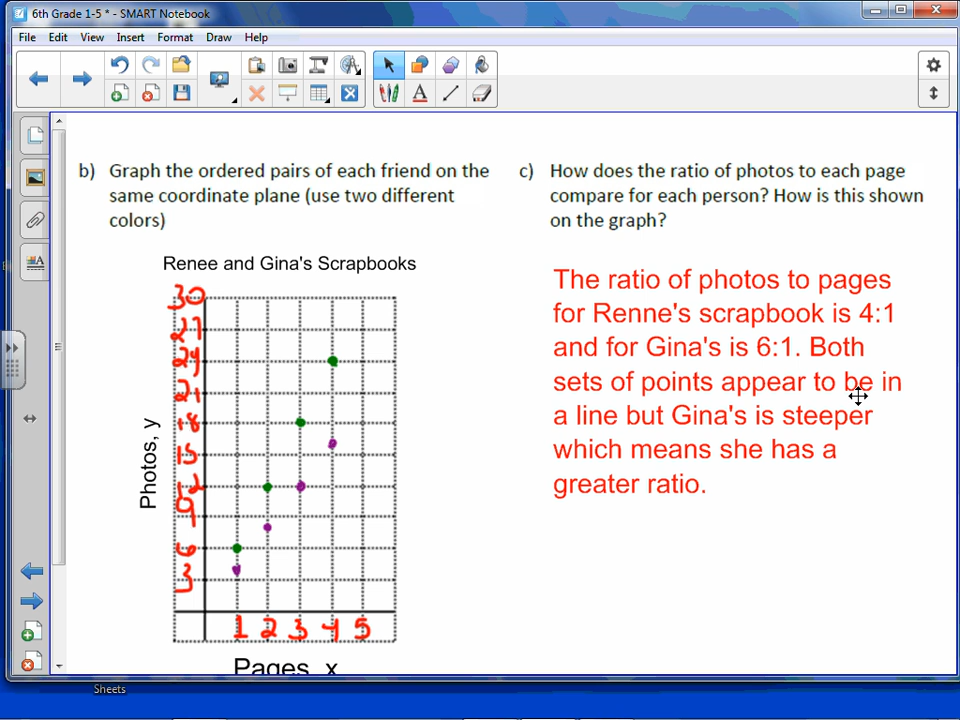 6th Grade 1-5 * - SMART Notebook
File Edit View Insert Format Draw Help
b) Graph the ordered pairs of each friend on the
same coordinate plane (use two different
colors)
Renee and Gina's Scrapbooks
30
27
24
21
18
15
12
9
6
3
Photos, y
1 2 3 4 5
Pages, x
c) How does the ratio of photos to each page
compare for each person? How is this shown
on the graph?
The ratio of photos to pages
for Renne's scrapbook is 4:1
and for Gina's is 6:1. Both
sets of points appear to be in
a line but Gina's is steeper
which means she has a
greater ratio.
Sheets